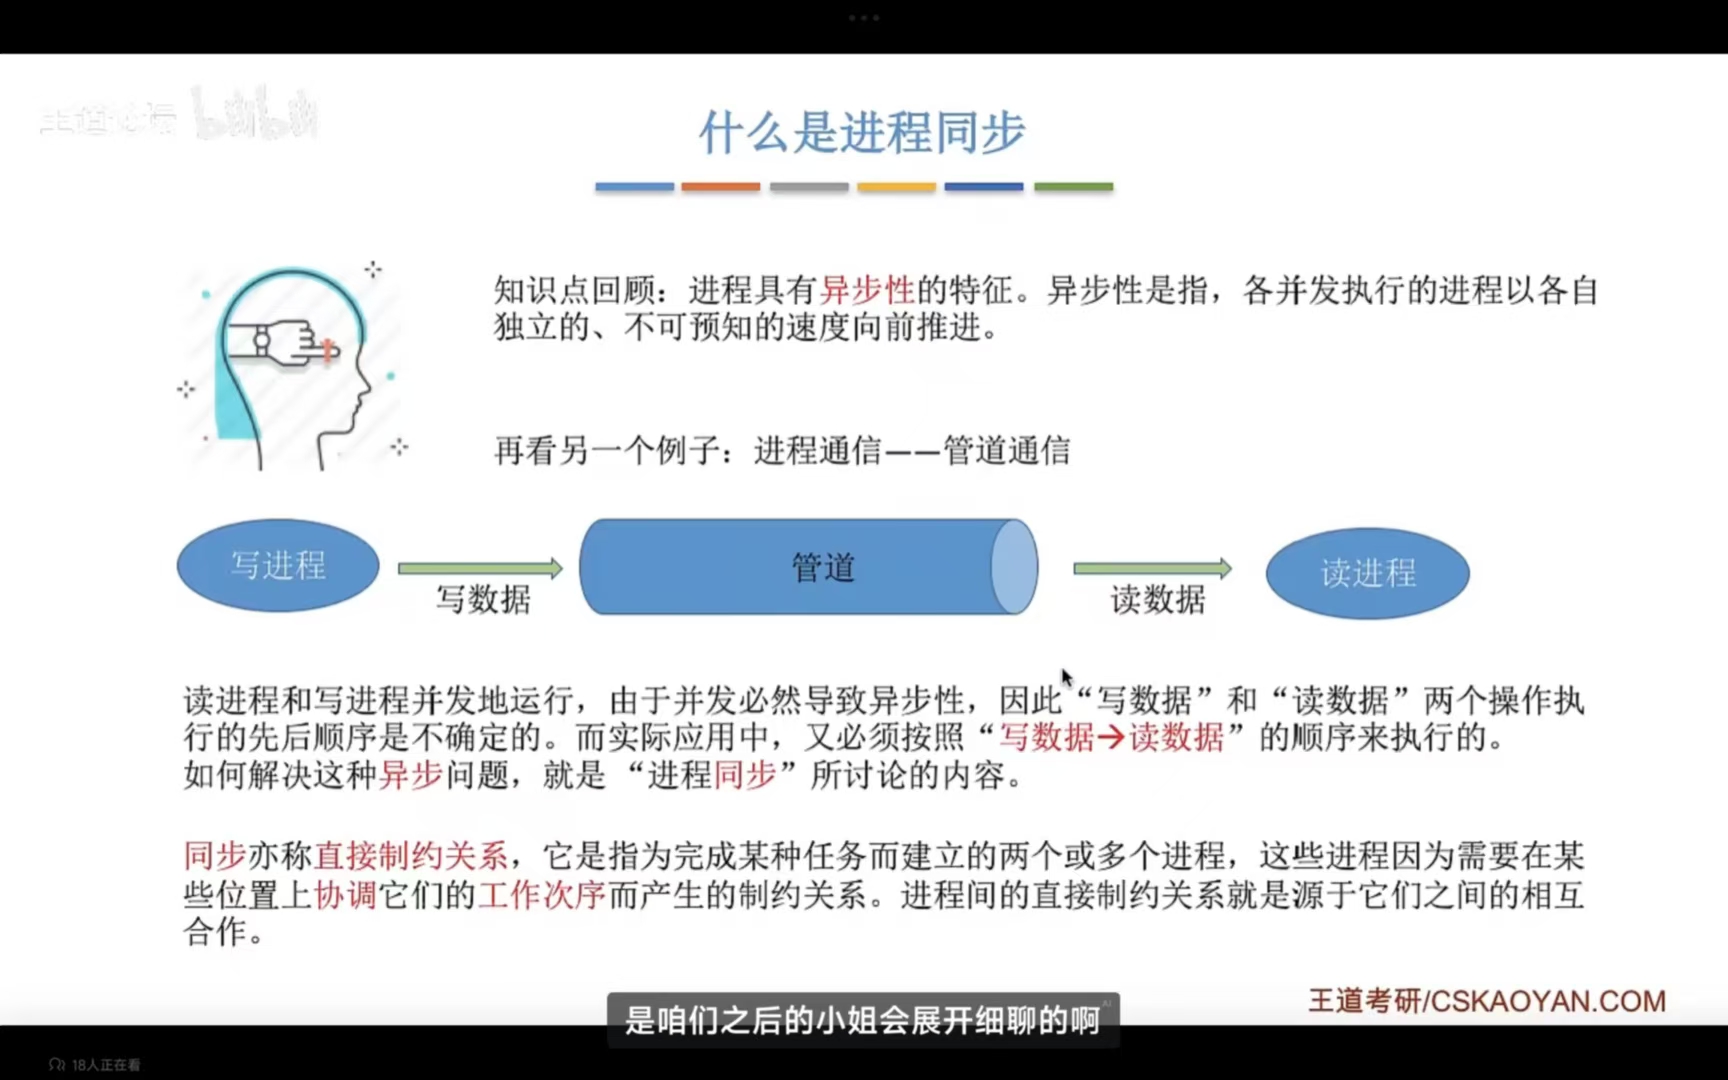 王道论坛 bilibili
什么是进程同步
知识点回顾：进程具有异步性的特征。异步性是指，各并发执行的进程以各自
独立的、不可预知的速度向前推进。
再看另一个例子：进程通信——管道通信
写进程
写数据
管道
读数据
读进程
读进程和写进程并发地运行，由于并发必然导致异步性，因此“写数据”和“读数据”两个操作执
行的先后顺序是不确定的。而实际应用中，又必须按照“写数据→读数据”的顺序来执行的。
如何解决这种异步问题，就是 “进程同步”所讨论的内容。
同步亦称直接制约关系，它是指为完成某种任务而建立的两个或多个进程，这些进程因为需要在某
些位置上协调它们的工作次序而产生的制约关系。进程间的直接制约关系就是源于它们之间的相互
合作。
王道考研/CSKAOYAN.COM
是咱们之后的小姐会展开细聊的啊
AI
18人正在看